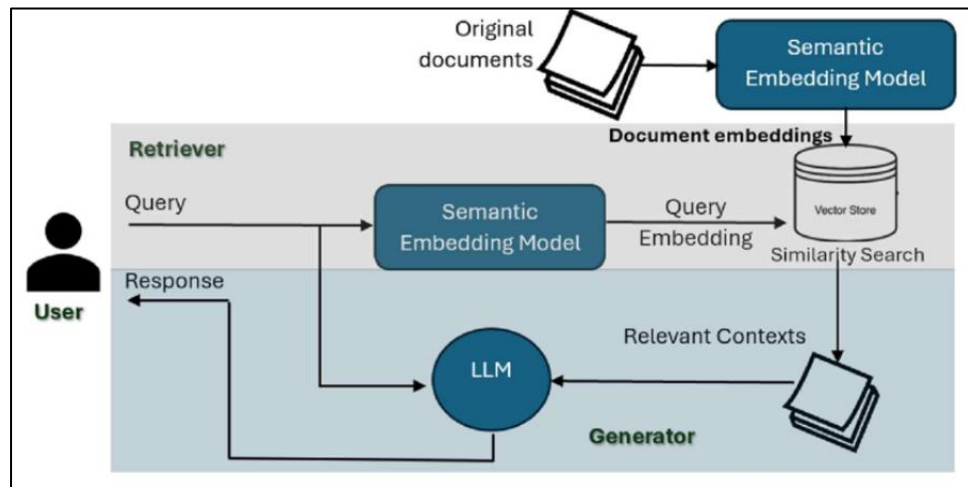 Original
documents
Semantic
Embedding Model
Document embeddings
Retriever
Query
Semantic
Embedding Model
Query
Embedding
Vector Store
Similarity Search
User
Response
Relevant Contexts
LLM
Generator